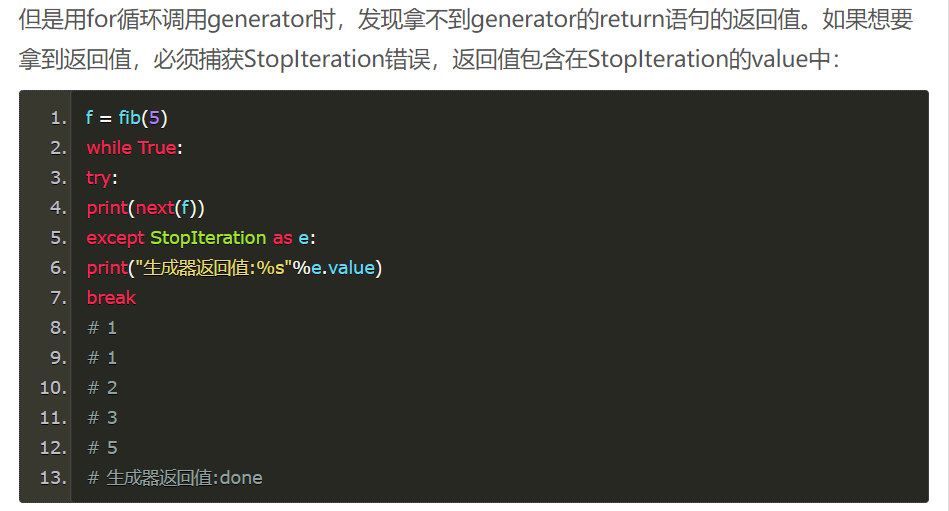 但是用for循环调用generator时，发现拿不到generator的return语句的返回值。如果想要
拿到返回值，必须捕获StopIteration错误，返回值包含在StopIteration的value中：
1. f = fib(5)
2. while True:
3. try:
4. print(next(f))
5. except StopIteration as e:
6. print("生成器返回值:%s"%e.value)
7. break
8. # 1
9. # 1
10. # 2
11. # 3
12. # 5
13. # 生成器返回值:done